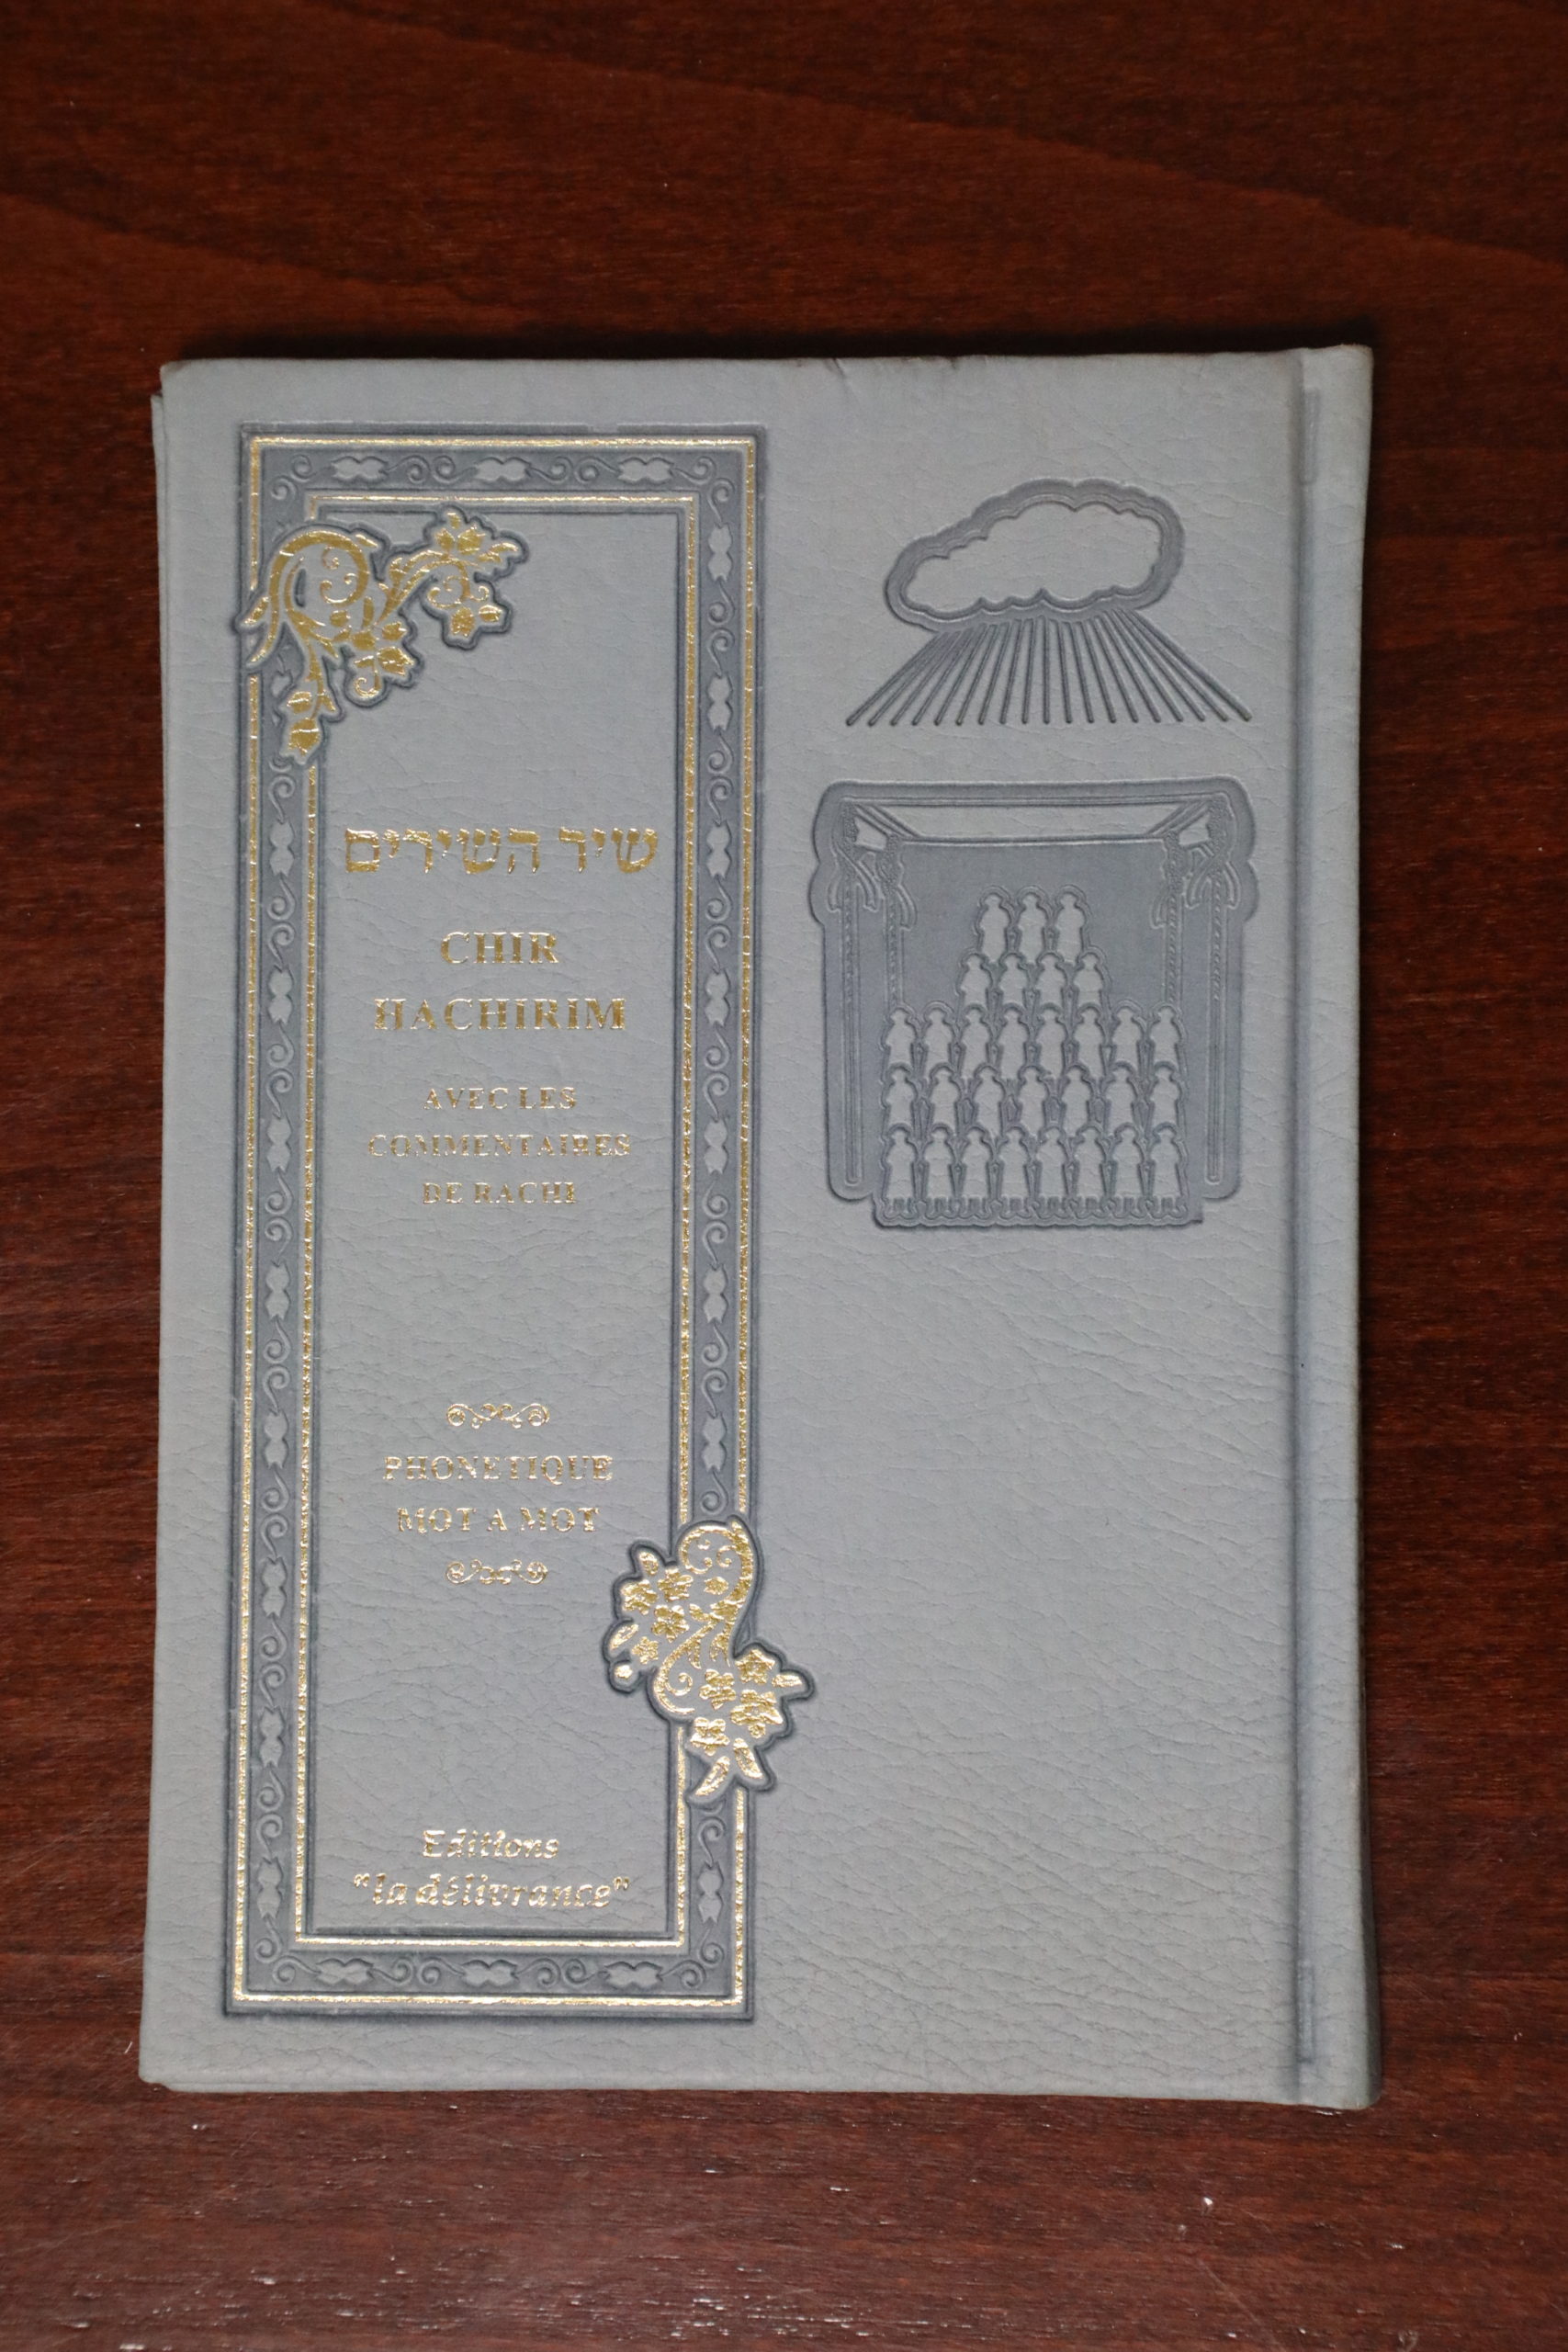 שיר השירים
CHIR
HACHIRIM
AVEC LES
COMMENTAIRES
DE RACHI
PHONETIQUE
MOT A MOT
Editions
"la délivrance"